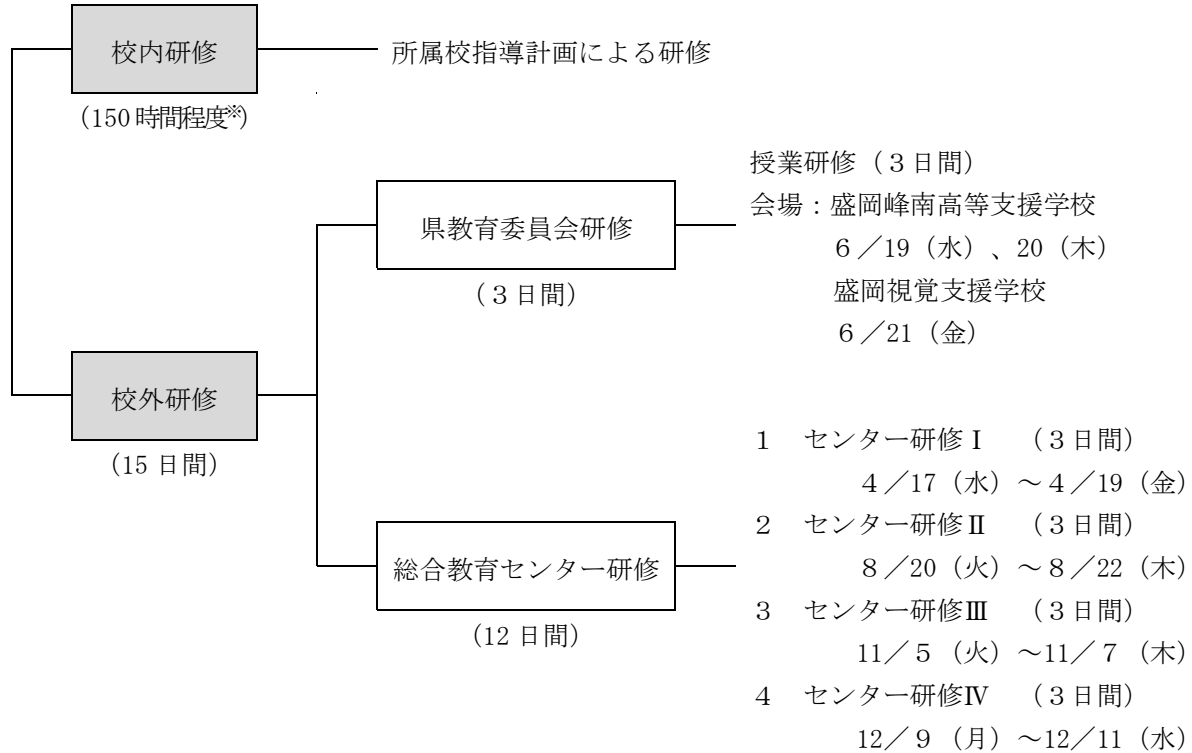 校内研修
所属校指導計画による研修
（150 時間程度※）
県教育委員会研修
（３日間）
授業研修（３日間）
会場：盛岡峰南高等支援学校
６／19（水）、20（木）
盛岡視覚支援学校
６／21（金）
校外研修
（15 日間）
総合教育センター研修
（12 日間）
１　センター研修Ⅰ　（３日間）
４／17（水）～４／19（金）
２　センター研修Ⅱ　（３日間）
８／20（火）～８／22（木）
３　センター研修Ⅲ　（３日間）
11／５（火）～11／７（木）
４　センター研修Ⅳ　（３日間）
12／９（月）～12／11（水）